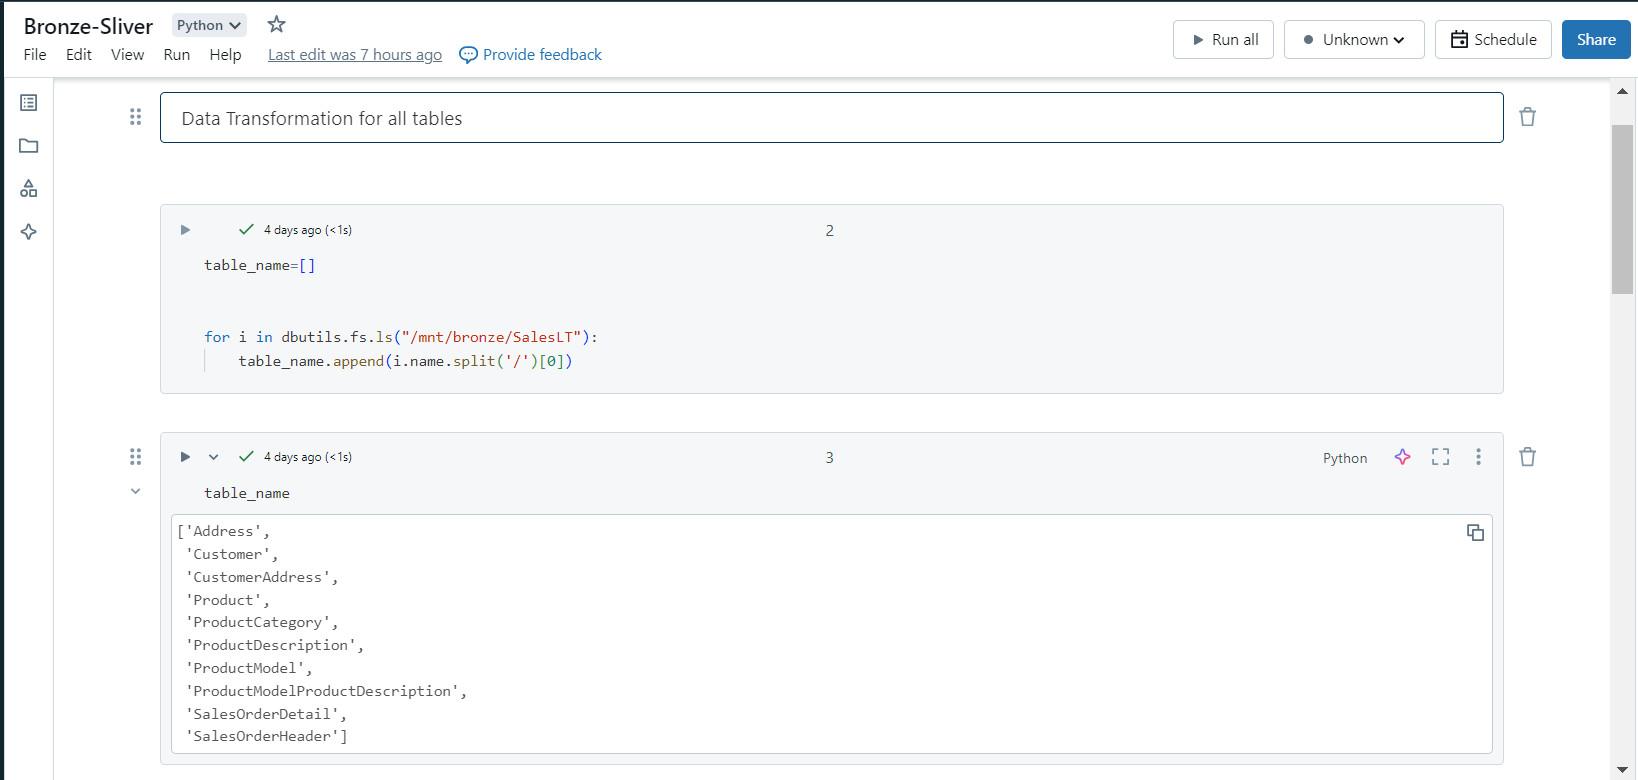 Bronze-Sliver Python
File Edit View Run Help Last edit was 7 hours ago Provide feedback
Run all Unknown Schedule Share
Data Transformation for all tables
4 days ago (<1s) 2
table_name=[]
for i in dbutils.fs.ls("/mnt/bronze/SalesLT"):
    table_name.append(i.name.split('/')[0])
4 days ago (<1s) 3 Python
table_name
['Address',
 'Customer',
 'CustomerAddress',
 'Product',
 'ProductCategory',
 'ProductDescription',
 'ProductModel',
 'ProductModelProductDescription',
 'SalesOrderDetail',
 'SalesOrderHeader']